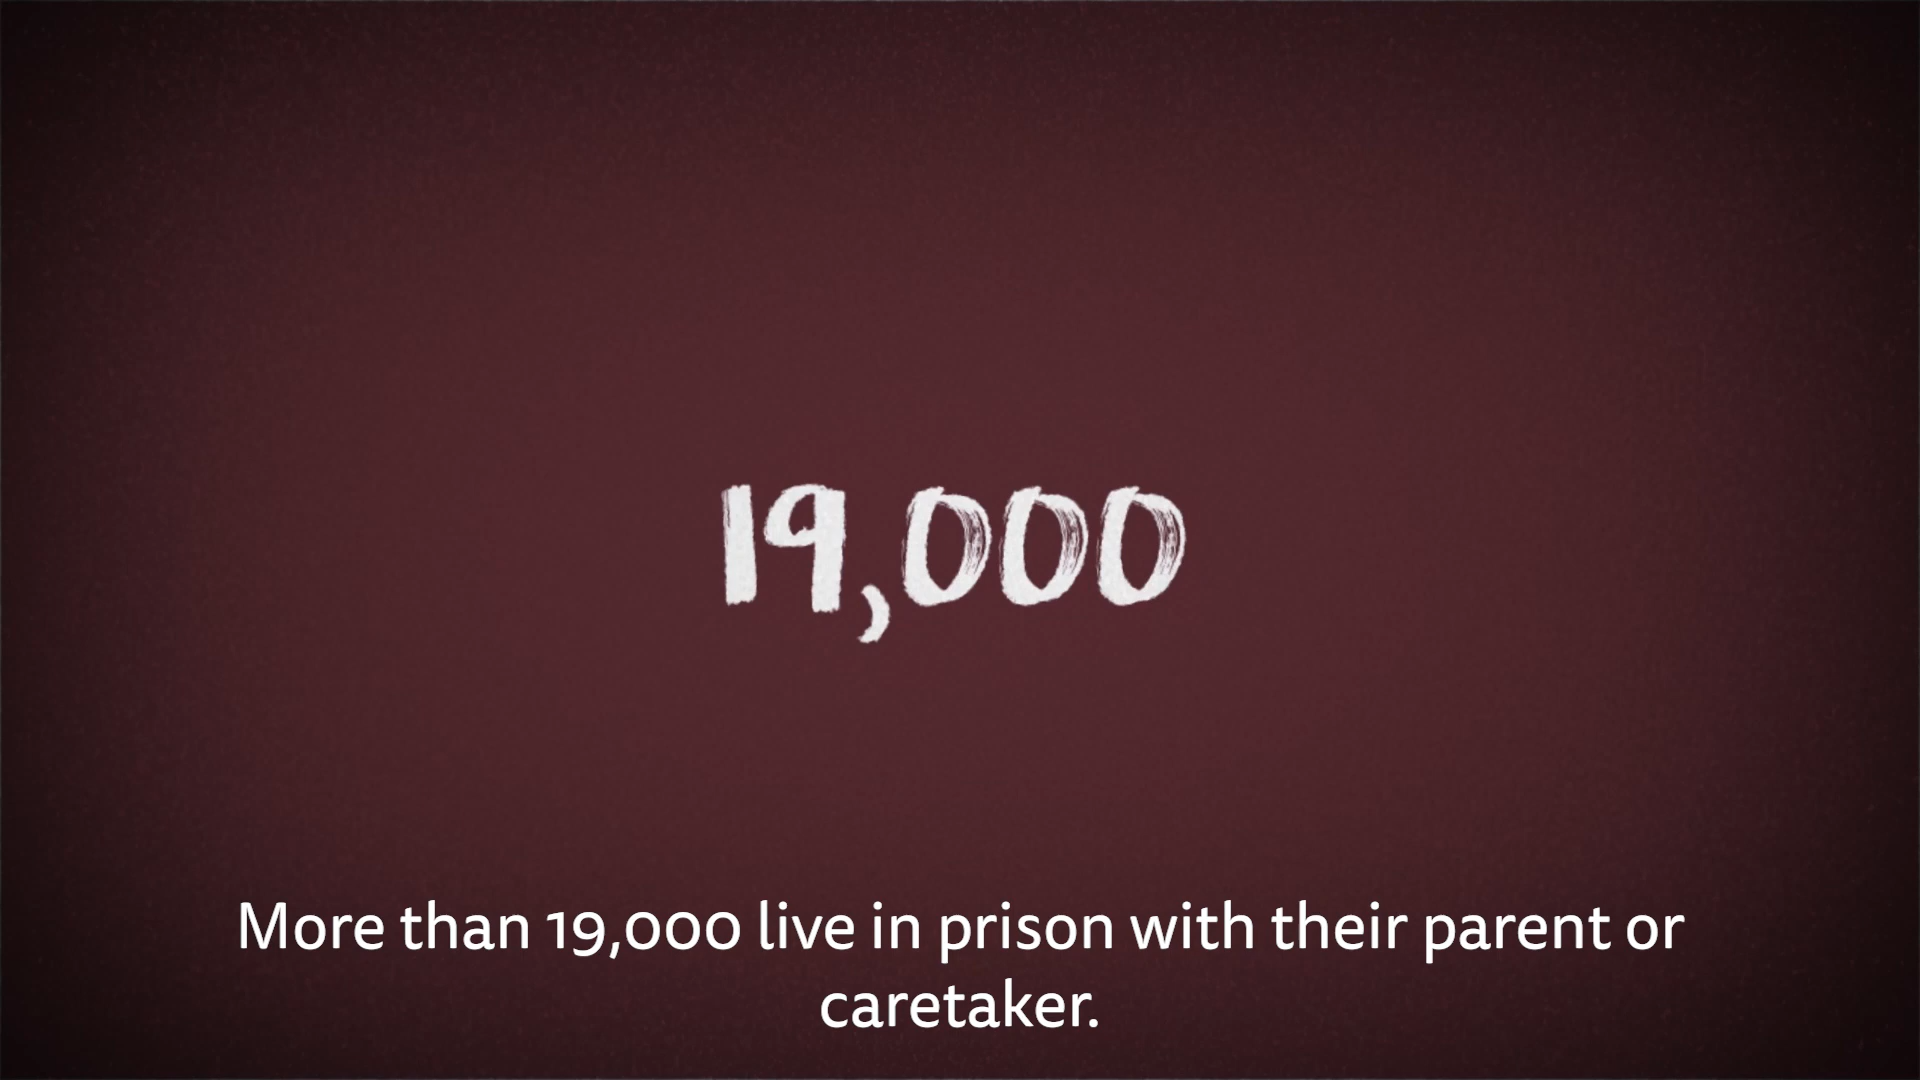 19,000
More than 19,000 live in prison with their parent or
caretaker.